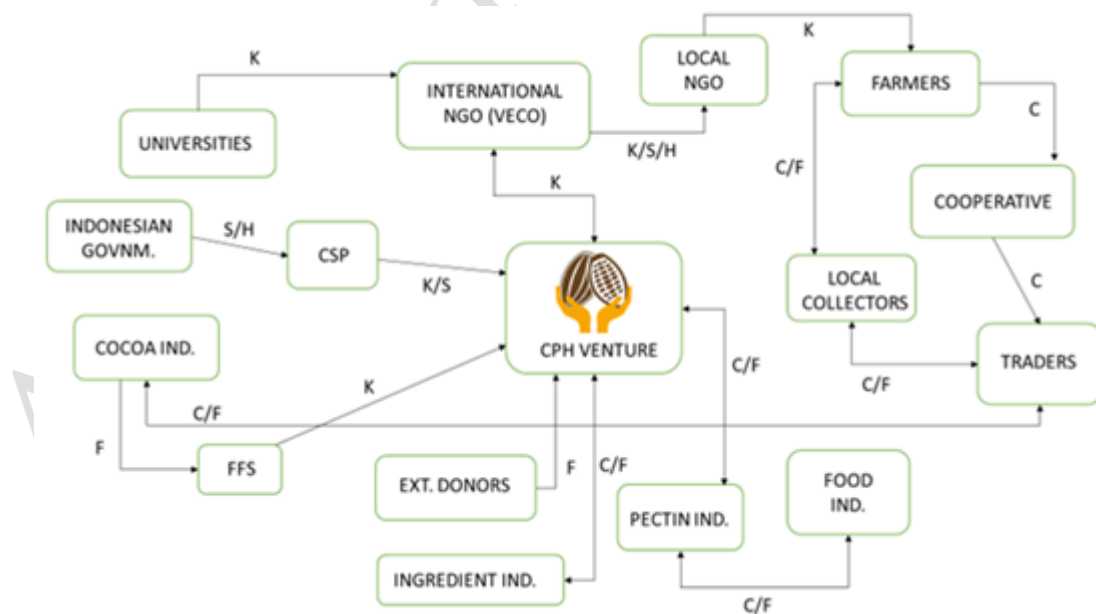 K
K
LOCAL
NGO
FARMERS
INTERNATIONAL
NGO (VECO)
UNIVERSITIES
K/S/H
C
C/F
K
COOPERATIVE
INDONESIAN
GOVNM.
S/H
CSP
K/S
LOCAL
COLLECTORS
C
CPH VENTURE
COCOA IND.
TRADERS
C/F
C/F
K
C/F
F
FFS
EXT. DONORS
F
C/F
PECTIN IND.
FOOD
IND.
INGREDIENT IND.
C/F